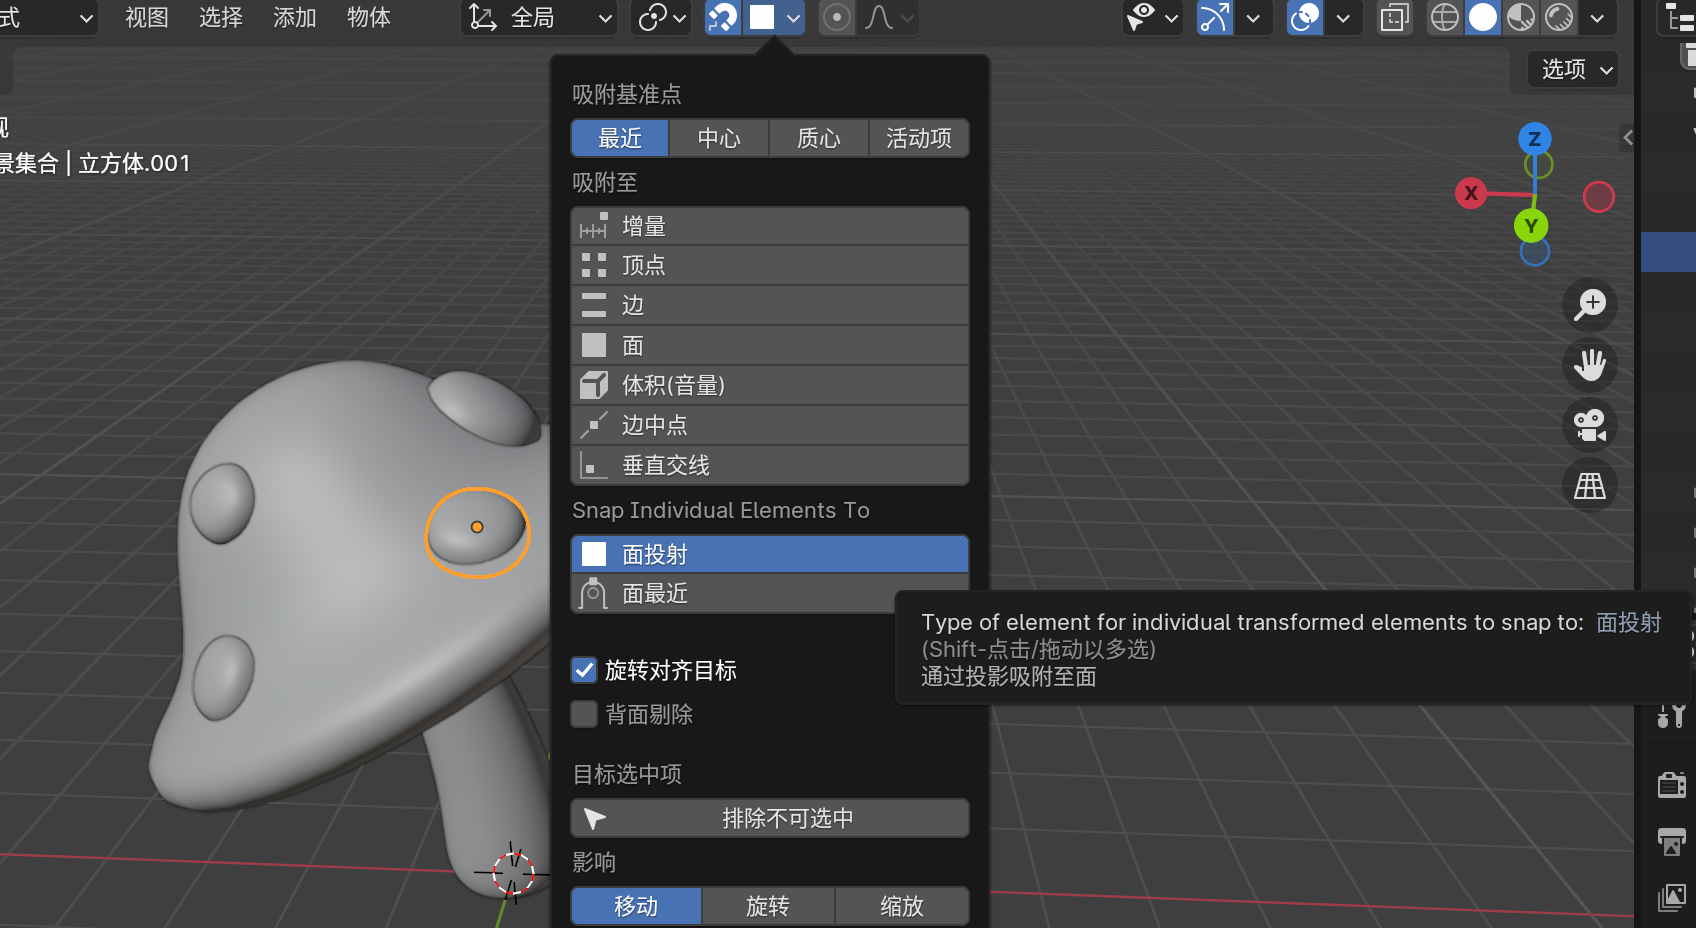 式
视图
选择
添加
物体
全局
选项
视
景集合 | 立方体.001
吸附基准点
最近
中心
质心
活动项
吸附至
增量
顶点
边
面
体积(音量)
边中点
垂直交线
Snap Individual Elements To
面投射
面最近
旋转对齐目标
背面剔除
目标选中项
排除不可选中
影响
移动
旋转
缩放
Type of element for individual transformed elements to snap to: 面投射
(Shift-点击/拖动以多选)
通过投影吸附至面
Z
X
Y